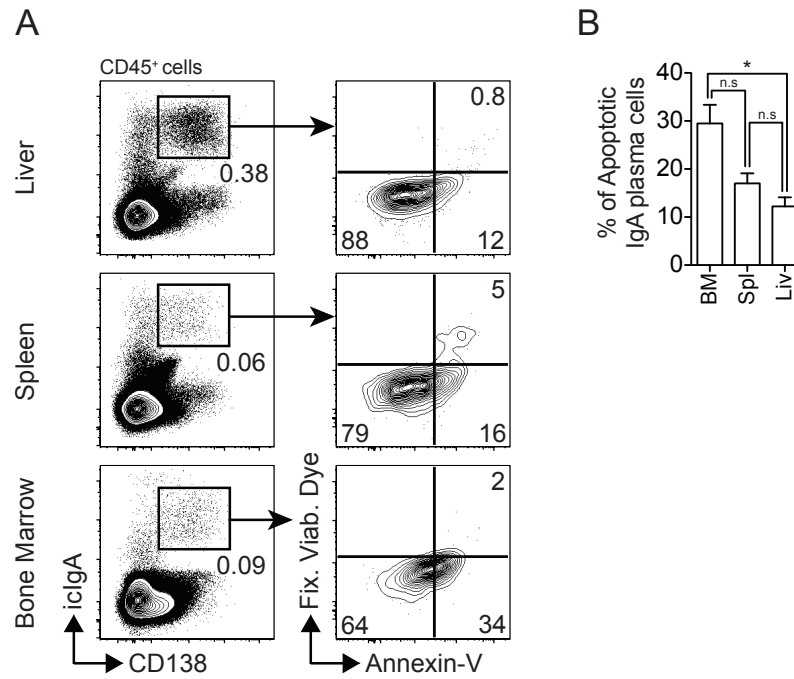 A
CD45⁺ cells
Liver
0.38
0.8
88
12
Spleen
0.06
5
79
16
Bone Marrow
0.09
2
64
34
icIgA
CD138
Fix. Viab. Dye
Annexin-V
B
% of Apoptotic
IgA plasma cells
40
30
20
10
0
*
n.s
n.s
BM
Spl
Liv